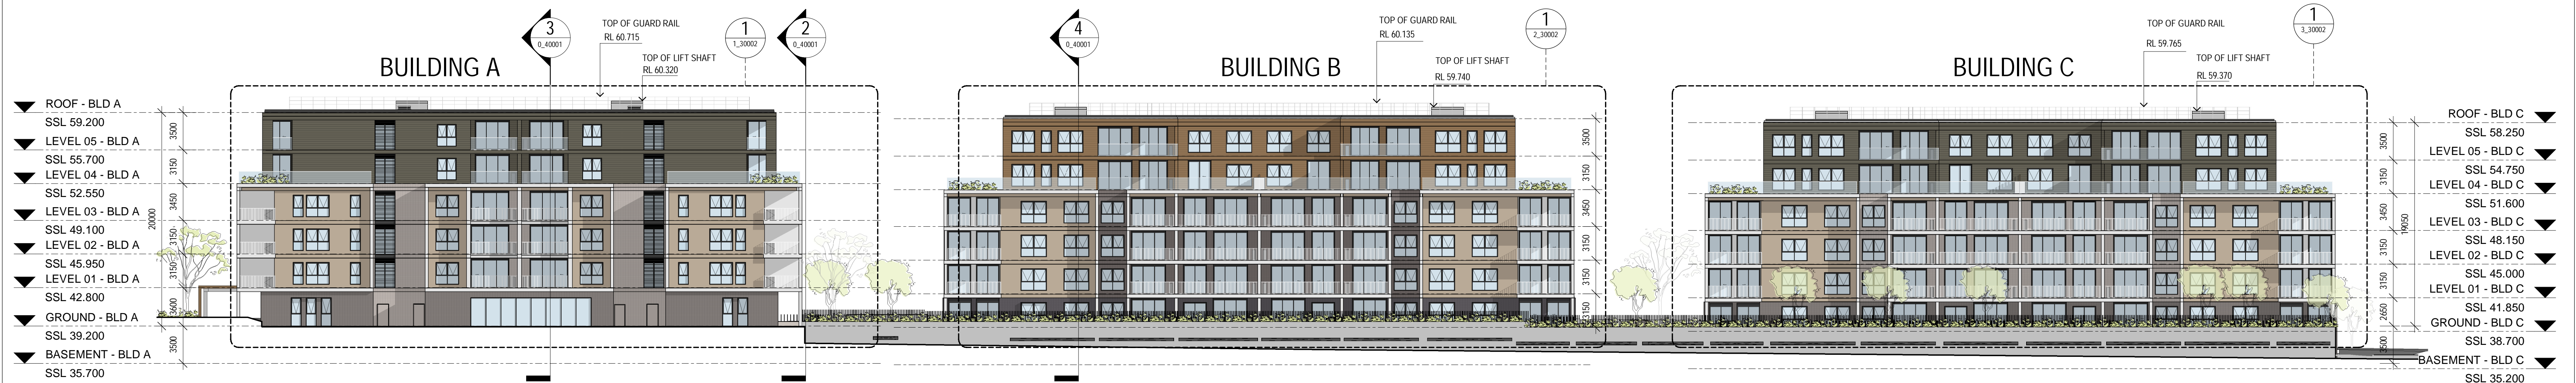 BUILDING A
3
0_40001
TOP OF GUARD RAIL
RL 60.715
1
1_30002
2
0_40001
TOP OF LIFT SHAFT
RL 60.320
ROOF - BLD A
SSL 59.200
LEVEL 05 - BLD A
SSL 55.700
LEVEL 04 - BLD A
SSL 52.550
LEVEL 03 - BLD A
SSL 49.100
LEVEL 02 - BLD A
SSL 45.950
LEVEL 01 - BLD A
SSL 42.800
GROUND - BLD A
SSL 39.200
BASEMENT - BLD A
SSL 35.700
20000
3500
3150
3450
3150
3150
3600
3500
BUILDING B
4
0_40001
TOP OF GUARD RAIL
RL 60.135
1
2_30002
TOP OF LIFT SHAFT
RL 59.740
3500
3150
3450
3150
3150
3150
BUILDING C
TOP OF GUARD RAIL
RL 59.765
1
3_30002
TOP OF LIFT SHAFT
RL 59.370
3500
3150
3450
3150
3150
2650
3500
19050
ROOF - BLD C
SSL 58.250
LEVEL 05 - BLD C
SSL 54.750
LEVEL 04 - BLD C
SSL 51.600
LEVEL 03 - BLD C
SSL 48.150
LEVEL 02 - BLD C
SSL 45.000
LEVEL 01 - BLD C
SSL 41.850
GROUND - BLD C
SSL 38.700
BASEMENT - BLD C
SSL 35.200